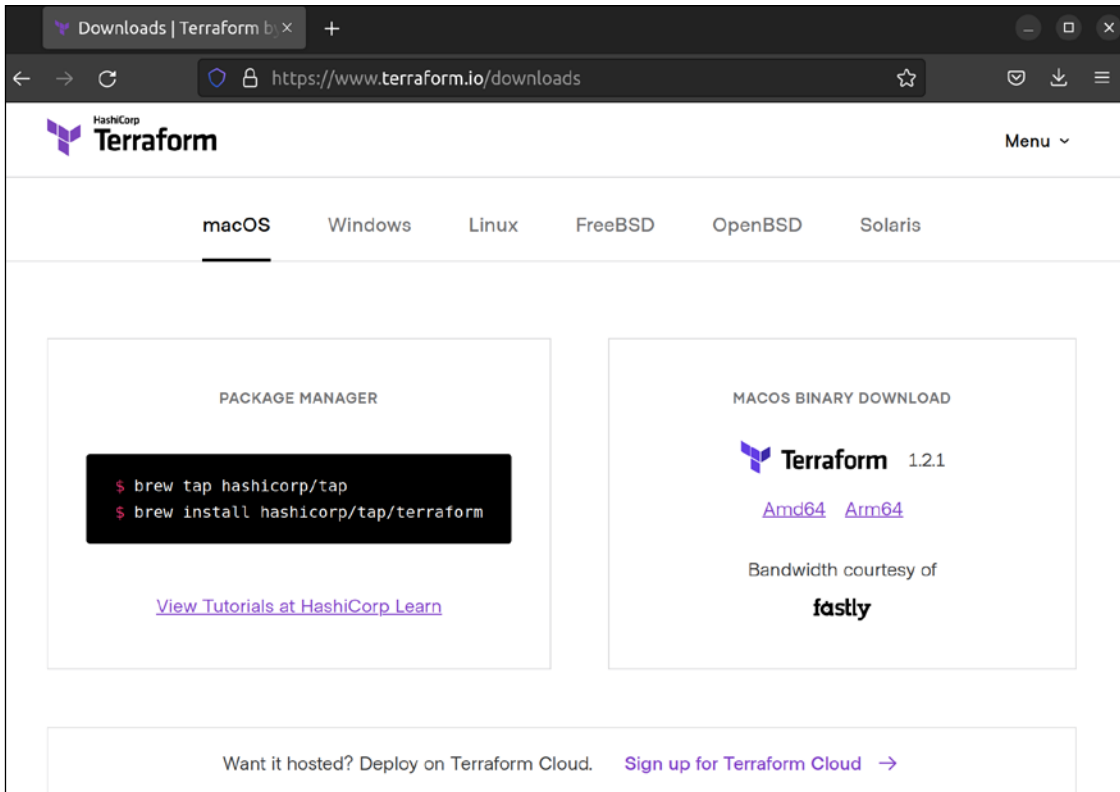 Downloads | Terraform by
https://www.terraform.io/downloads
HashiCorp
Terraform
Menu
macOS Windows Linux FreeBSD OpenBSD Solaris
PACKAGE MANAGER
$ brew tap hashicorp/tap
$ brew install hashicorp/tap/terraform
View Tutorials at HashiCorp Learn
MACOS BINARY DOWNLOAD
Terraform 1.2.1
Amd64 Arm64
Bandwidth courtesy of
fastly
Want it hosted? Deploy on Terraform Cloud. Sign up for Terraform Cloud →